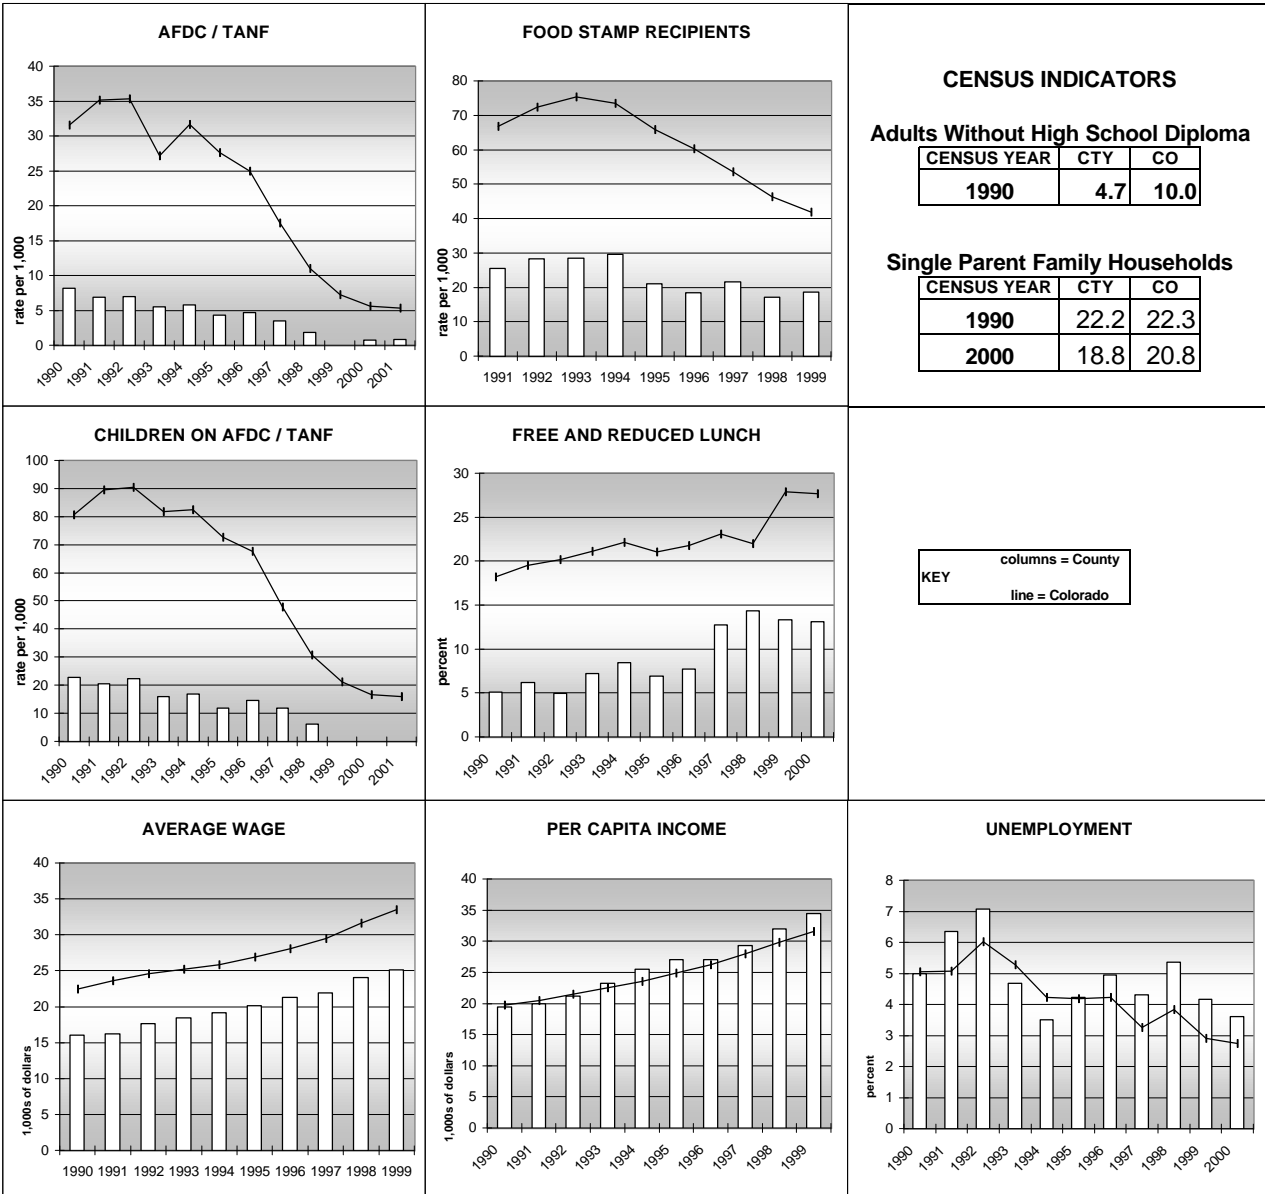 AFDC / TANF
40
35
30
25
20
15
10
5
0
rate per 1,000
1990 1991 1992 1993 1994 1995 1996 1997 1998 1999 2000 2001
FOOD STAMP RECIPIENTS
80
70
60
50
40
30
20
10
0
rate per 1,000
1991 1992 1993 1994 1995 1996 1997 1998 1999
CENSUS INDICATORS
Adults Without High School Diploma
CENSUS YEAR CTY CO
1990 4.7 10.0
Single Parent Family Households
CENSUS YEAR CTY CO
1990 22.2 22.3
2000 18.8 20.8
CHILDREN ON AFDC / TANF
100
90
80
70
60
50
40
30
20
10
0
rate per 1,000
1990 1991 1992 1993 1994 1995 1996 1997 1998 1999 2000 2001
FREE AND REDUCED LUNCH
30
25
20
15
10
5
0
percent
1990 1991 1992 1993 1994 1995 1996 1997 1998 1999 2000
columns = County
KEY
line = Colorado
AVERAGE WAGE
40
35
30
25
20
15
10
5
0
1,000s of dollars
1990 1991 1992 1993 1994 1995 1996 1997 1998 1999
PER CAPITA INCOME
40
35
30
25
20
15
10
5
0
1,000s of dollars
1990 1991 1992 1993 1994 1995 1996 1997 1998 1999
UNEMPLOYMENT
8
7
6
5
4
3
2
1
0
percent
1990 1991 1992 1993 1994 1995 1996 1997 1998 1999 2000